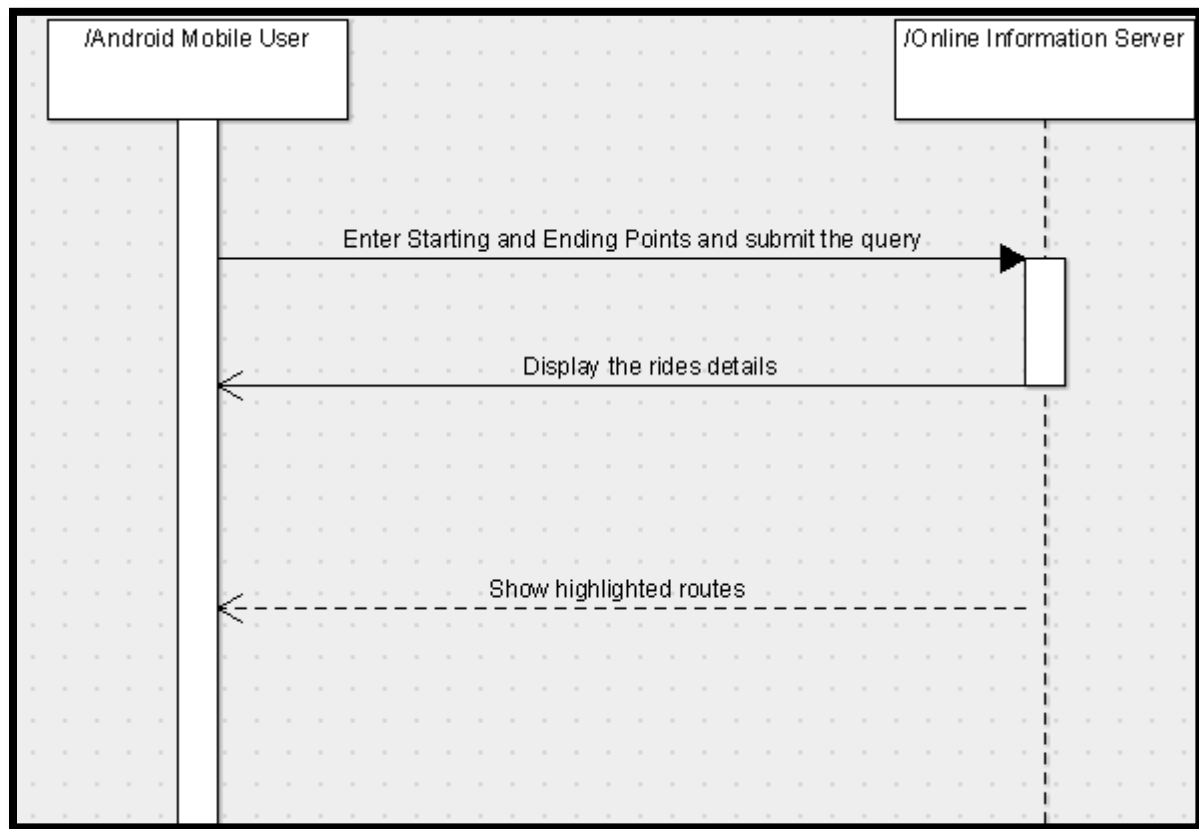 /Android Mobile User
/Online Information Server
Enter Starting and Ending Points and submit the query
Display the rides details
Show highlighted routes